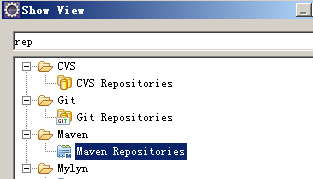 Show View
rep
CVS
CVS Repositories
Git
Git Repositories
Maven
Maven Repositories
Mylyn